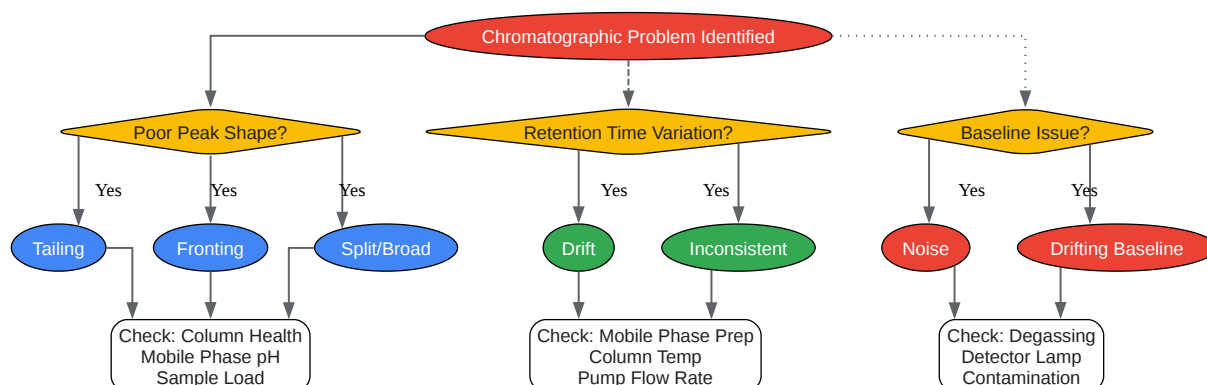 Chromatographic Problem Identified
Poor Peak Shape?
Retention Time Variation?
Baseline Issue?
Yes
Yes
Yes
Yes
Yes
Yes
Yes
Tailing
Fronting
Split/Broad
Drift
Inconsistent
Noise
Drifting Baseline
Check: Column Health
Mobile Phase pH
Sample Load
Check: Mobile Phase Prep
Column Temp
Pump Flow Rate
Check: Degassing
Detector Lamp
Contamination